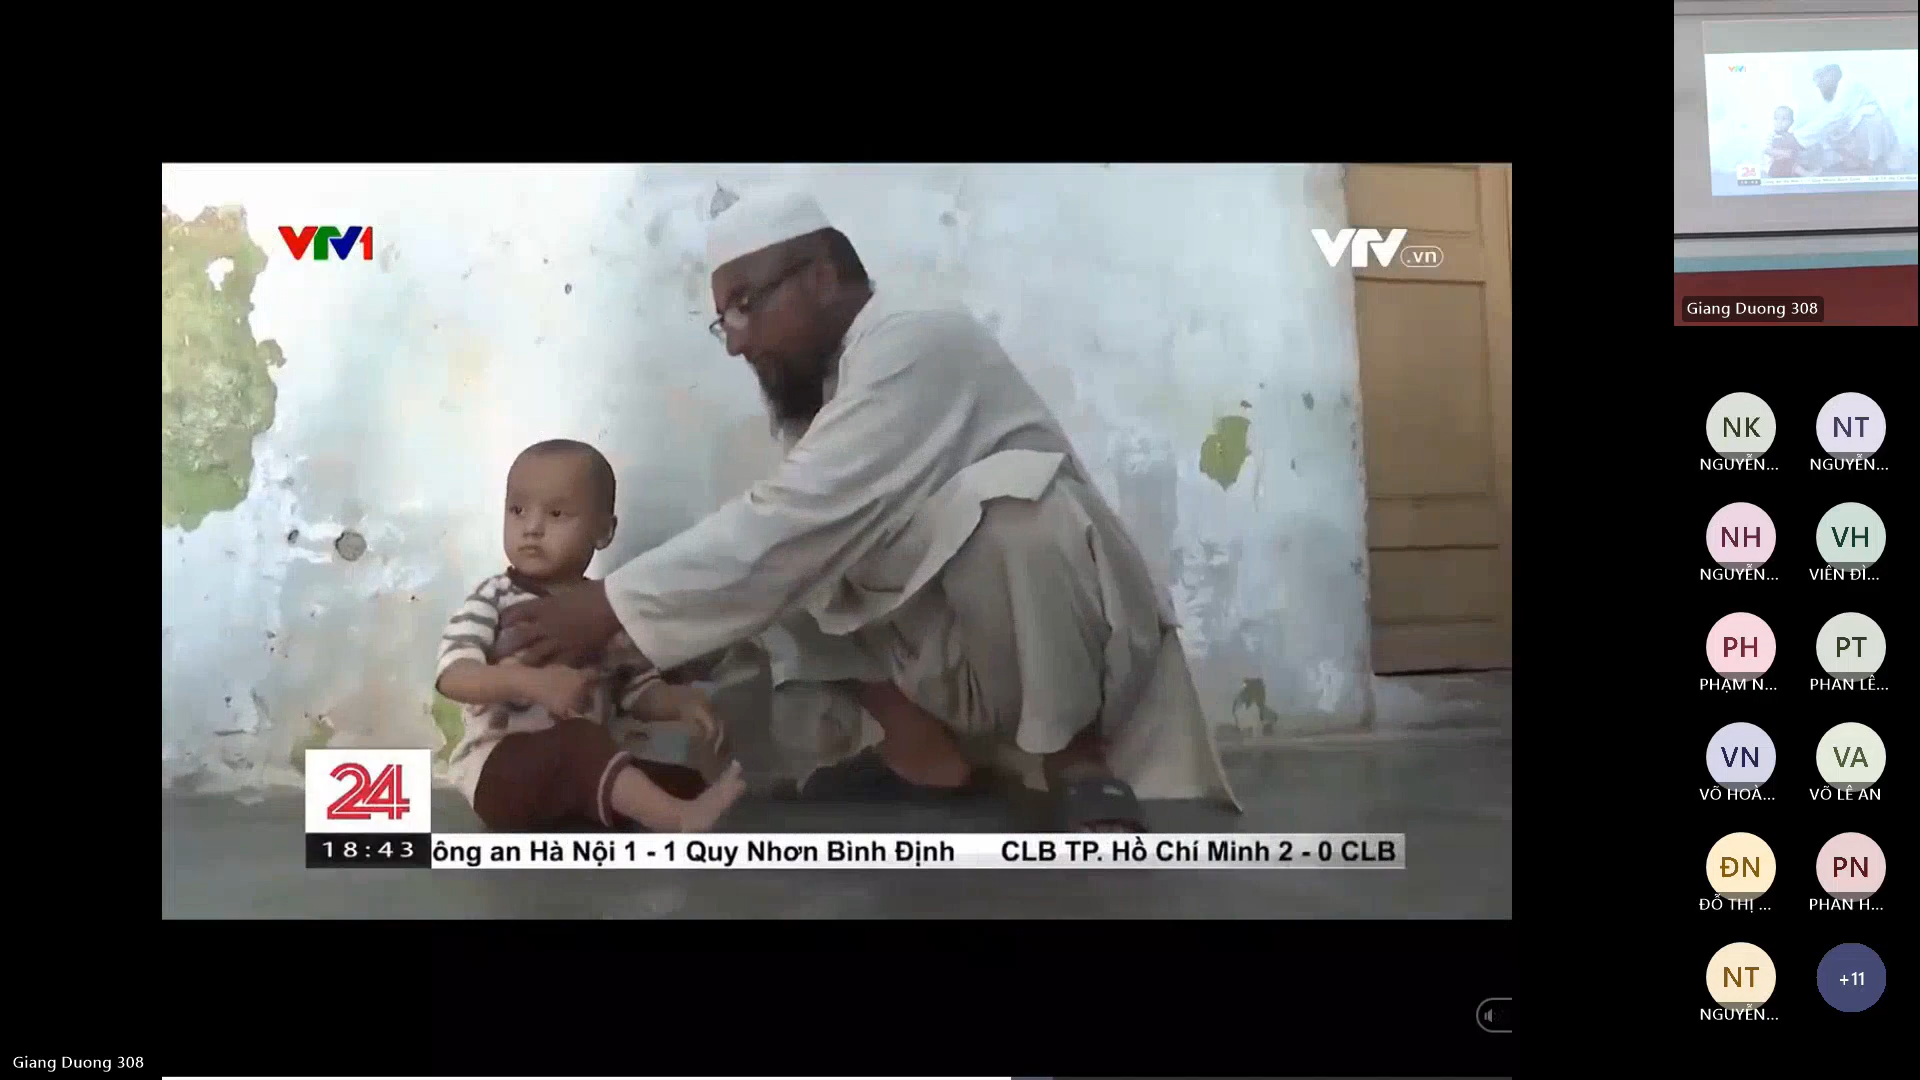 VTV1
VTV.vn
24
18:43
ông an Hà Nội 1 - 1 Quy Nhơn Bình Định CLB TP. Hồ Chí Minh 2 - 0 CLB
Giang Duong 308
NK
NT
NGUYỄN...
NGUYỄN...
NH
VH
NGUYỄN...
VIÊN ĐÌ...
PH
PT
PHẠM N...
PHAN LÊ...
VN
VA
VÕ HOÀ...
VÕ LÊ AN
ĐN
PN
ĐỖ THỊ ...
PHAN H...
NT
+11
NGUYỄN...
Giang Duong 308